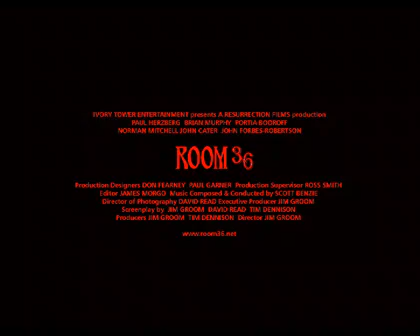 IVORY TOWER ENTERTAINMENT presents A RESURRECTION FILMS production
PAUL HERZBERG BRIAN MURPHY PORTIA BOOROFF
NORMAN MITCHELL JOHN CATER JOHN FORBES-ROBERTSON
ROOM 36
Production Designers DON FEARNEY PAUL GARNER Production Supervisor ROSS SMITH
Editor JAMES MORGO Music Composed & Conducted by SCOTT BENZIE
Director of Photography DAVID READ Executive Producer JIM GROOM
Screenplay by JIM GROOM DAVID READ TIM DENNISON
Producers JIM GROOM TIM DENNISON Director JIM GROOM
www.room36.net